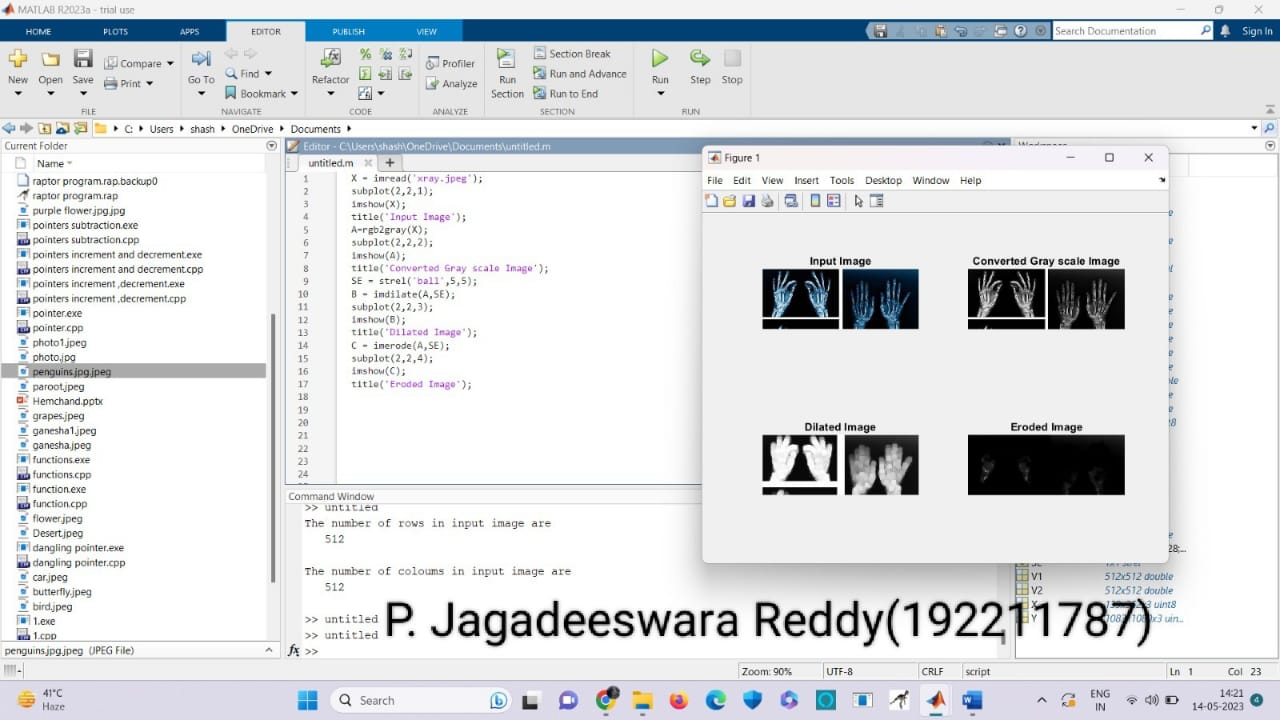 MATLAB R2023a - trial use
HOME PLOTS APPS EDITOR PUBLISH VIEW
Search Documentation
Sign In
New Open Save
Compare
Print
Go To
Find
Bookmark
Refactor
Profiler
Analyze
Run Section
Section Break
Run and Advance
Run to End
Run Step Stop
FILE NAVIGATE CODE ANALYZE SECTION RUN
C: Users shash OneDrive Documents
Current Folder
Name
raptor program.rap.backup0
raptor program.rap
purple flower.jpg.jpg
pointers subtraction.exe
pointers subtraction.cpp
pointers increment and decrement.exe
pointers increment and decrement.cpp
pointers increment ,decrement.exe
pointers increment ,decrement.cpp
pointer.exe
pointer.cpp
photo1.jpeg
photo.jpg
penguins.jpg.jpeg
paroot.jpeg
Hemchand.pptx
grapes.jpeg
ganesha1.jpeg
ganesha.jpeg
functions.exe
functions.cpp
function.exe
function.cpp
flower.jpeg
Desert.jpeg
dangling pointer.exe
dangling pointer.cpp
car.jpeg
butterfly.jpeg
bird.jpeg
1.exe
1.cpp
penguins.jpg.jpeg (JPEG File)
Editor - C:\Users\shash\OneDrive\Documents\untitled.m
untitled.m
1 X = imread('xray.jpeg');
2 subplot(2,2,1);
3 imshow(X);
4 title('Input Image');
5 A=rgb2gray(X);
6 subplot(2,2,2);
7 imshow(A);
8 title('Converted Gray scale Image');
9 SE = strel('ball',5,5);
10 B = imdilate(A,SE);
11 subplot(2,2,3);
12 imshow(B);
13 title('Dilated Image');
14 C = imerode(A,SE);
15 subplot(2,2,4);
16 imshow(C);
17 title('Eroded Image');
18
19
20
21
22
23
24
Command Window
>> untitled
The number of rows in input image are
512
The number of coloums in input image are
512
>> untitled
>> untitled
fx >>
Figure 1
File Edit View Insert Tools Desktop Window Help
Input Image
Converted Gray scale Image
Dilated Image
Eroded Image
V1 512x512 double
V2 512x512 double
X
Y
P. Jagadeeswara Reddy(192211787)
Zoom: 90% UTF-8 CRLF script Ln 1 Col 23
41°C
Haze
Search
ENG
IN
14:21
14-05-2023
4